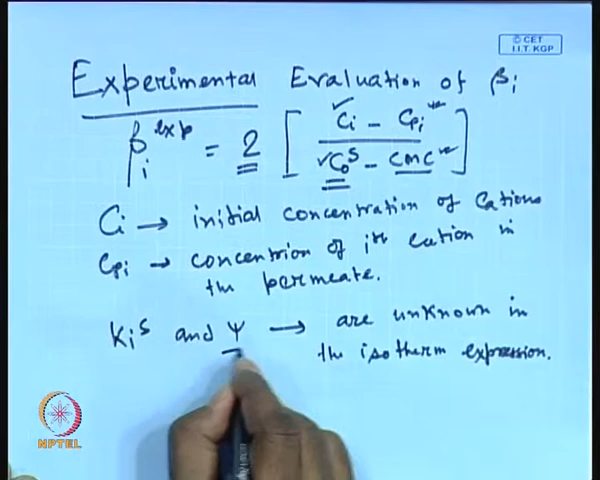 © CET
I.I.T. KGP
Experimental Evaluation of βi
βi^exp = 2 [ (Ci - Cpi) / (C0^S - CMC) ]
Ci → initial concentration of Cations
Cpi → concentrion of ith cation in
the permeate.
Ki^S and Ψ → are unknown in
the isotherm expression.
NPTEL